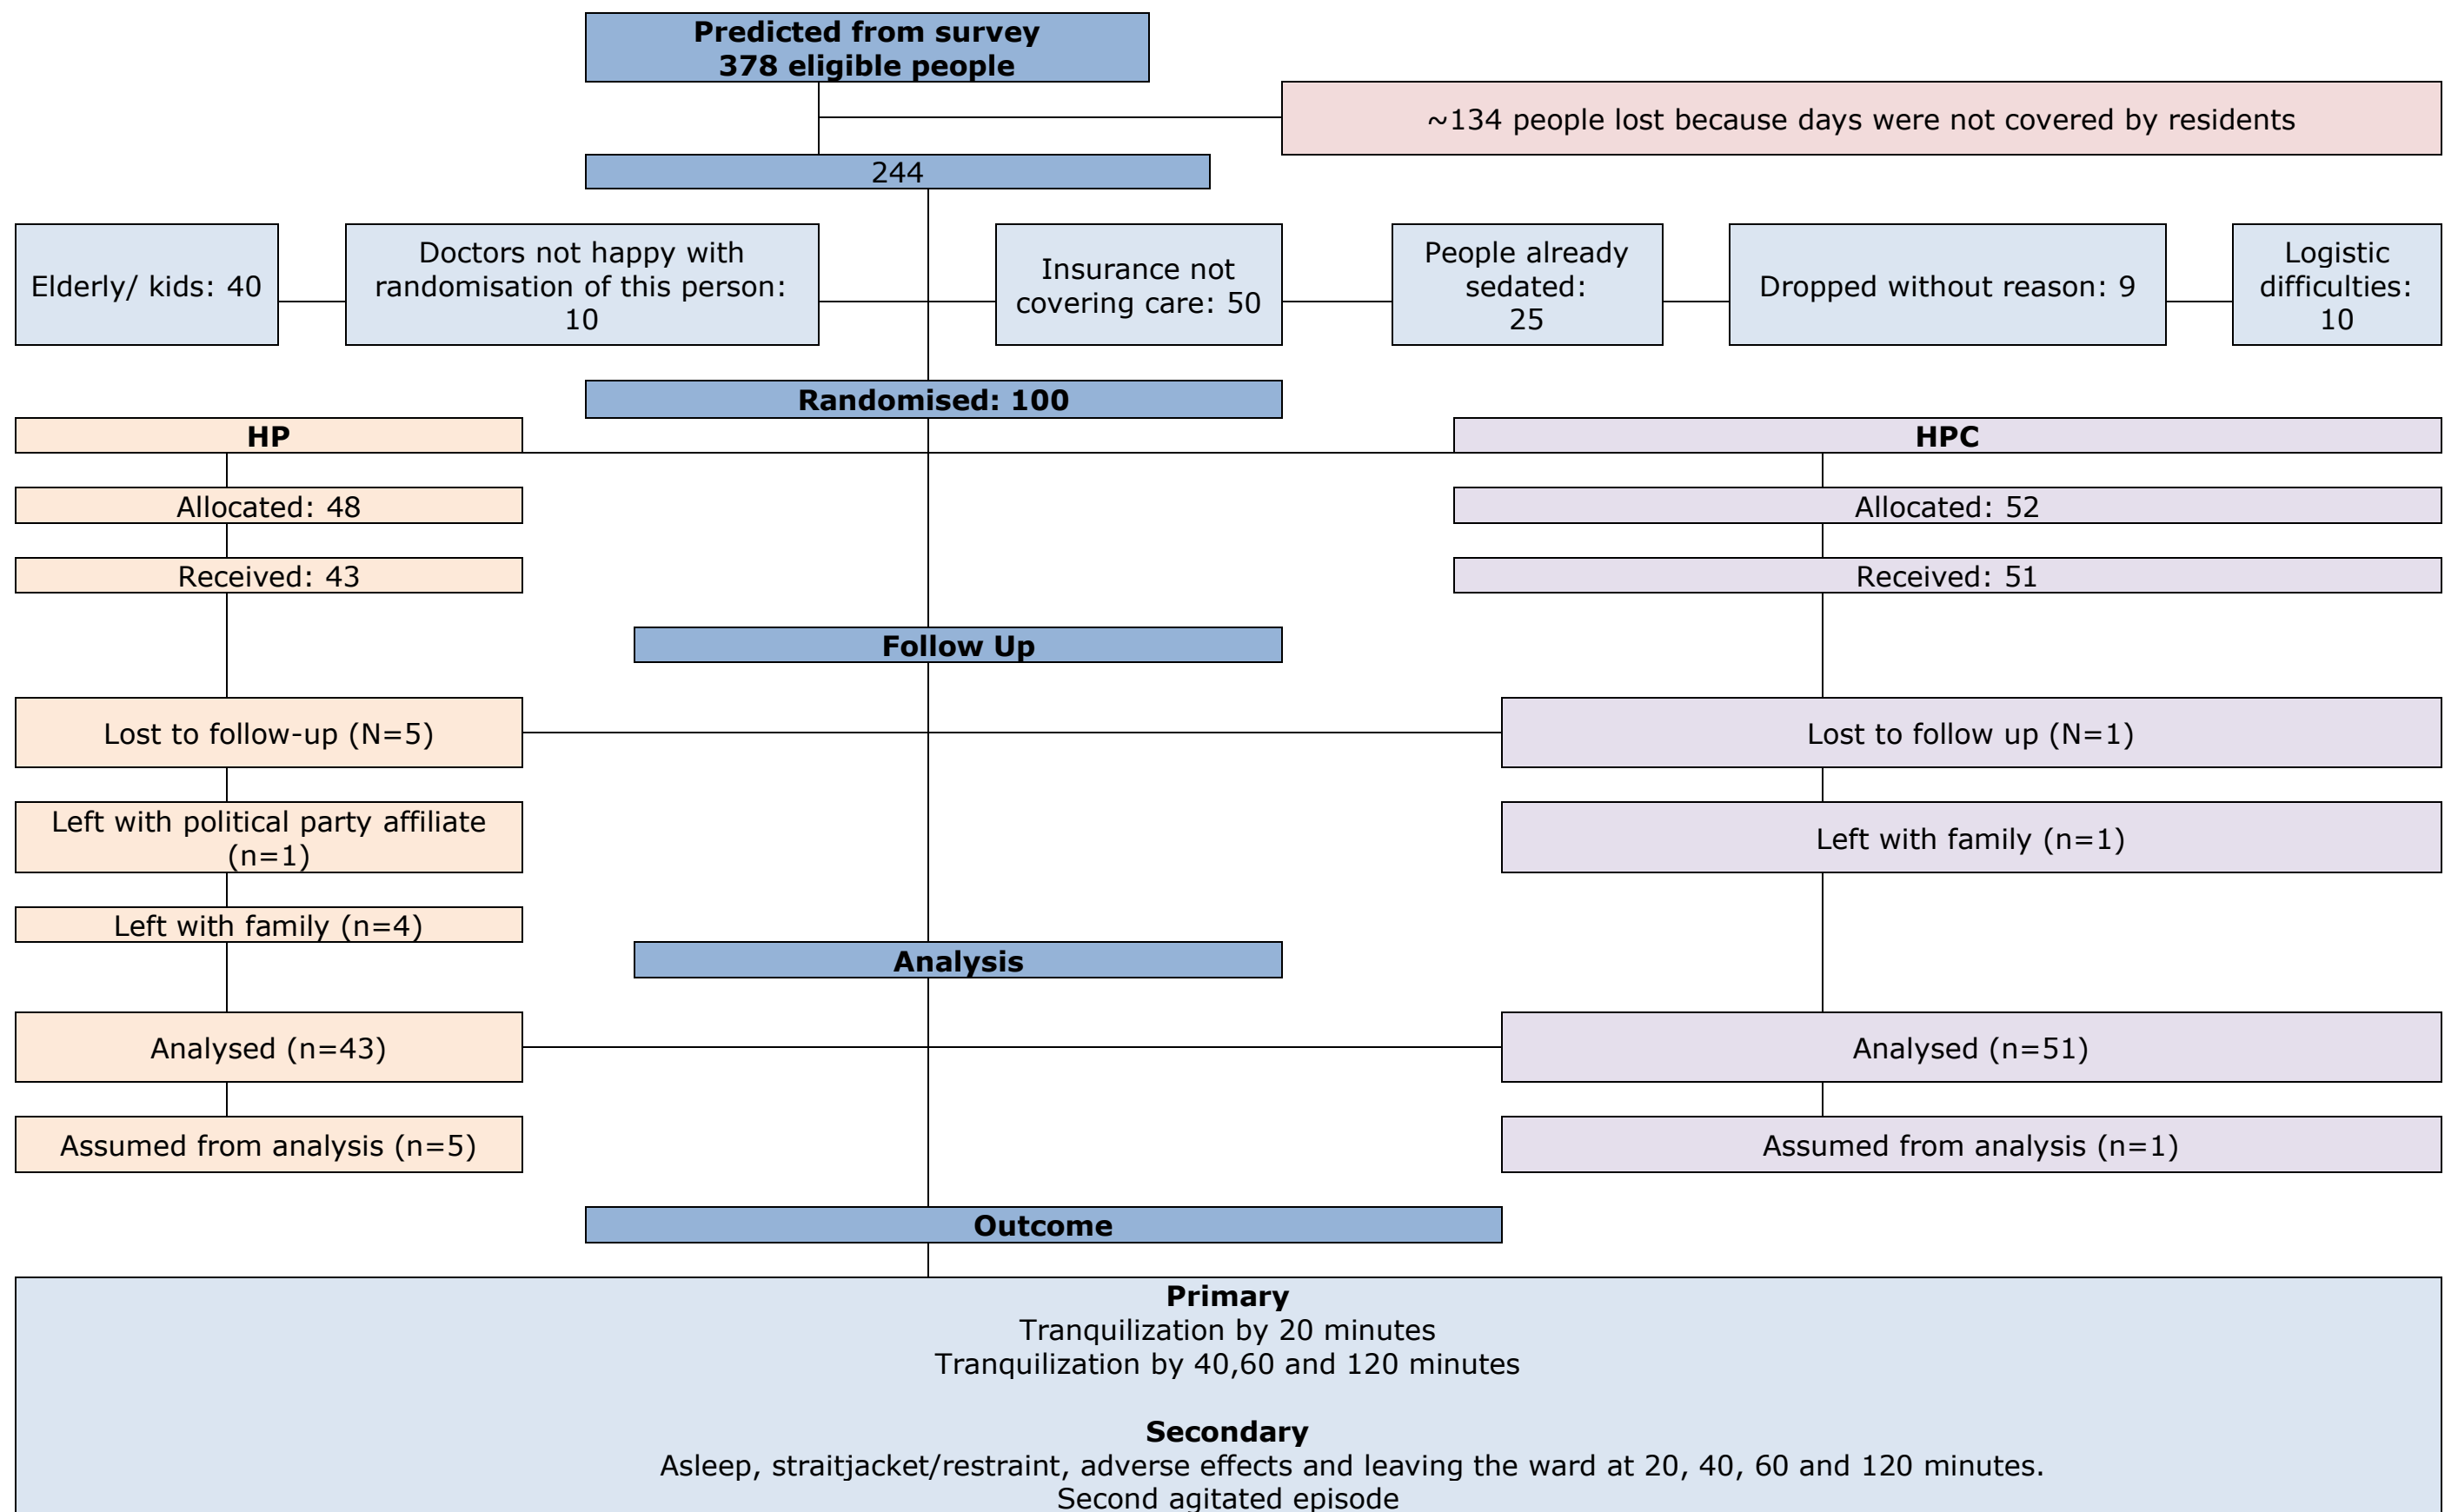 Predicted from survey
378 eligible people
~134 people lost because days were not covered by residents
244
Elderly/ kids: 40
Doctors not happy with
randomisation of this person:
10
Insurance not
covering care: 50
People already
sedated:
25
Dropped without reason: 9
Logistic
difficulties:
10
Randomised: 100
HP
HPC
Allocated: 48
Allocated: 52
Received: 43
Received: 51
Follow Up
Lost to follow-up (N=5)
Lost to follow up (N=1)
Left with political party affiliate
(n=1)
Left with family (n=1)
Left with family (n=4)
Analysis
Analysed (n=43)
Analysed (n=51)
Assumed from analysis (n=5)
Assumed from analysis (n=1)
Outcome
Primary
Tranquilization by 20 minutes
Tranquilization by 40,60 and 120 minutes
Secondary
Asleep, straitjacket/restraint, adverse effects and leaving the ward at 20, 40, 60 and 120 minutes.
Second agitated episode